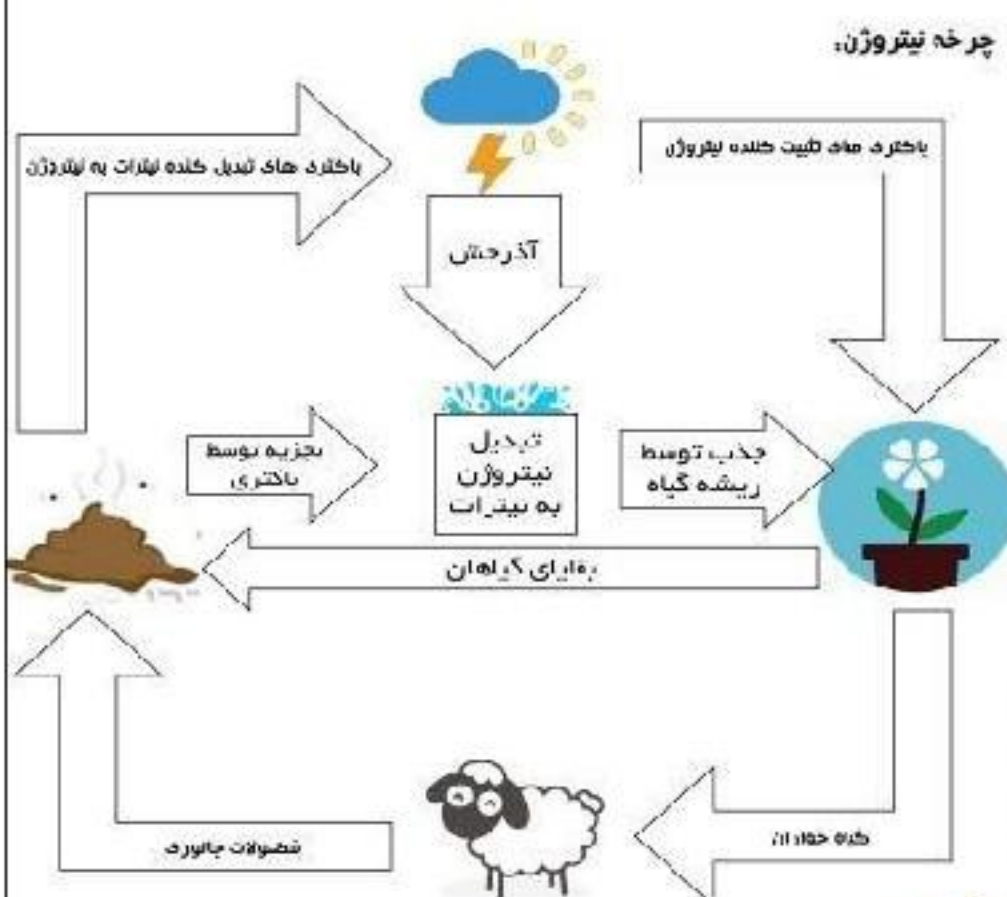 چرخه نیتروژن:
باکتری های تثبیت کننده نیتروژن
باکتری های تبدیل کننده نیترات به نیتروژن
آذرخش
جذب توسط
ریشه گیاه
تبدیل
نیتروژن
به نیترات
تجزیه توسط
باکتری
بقایای گیاهان
گیاه خواران
فضولات جانوری